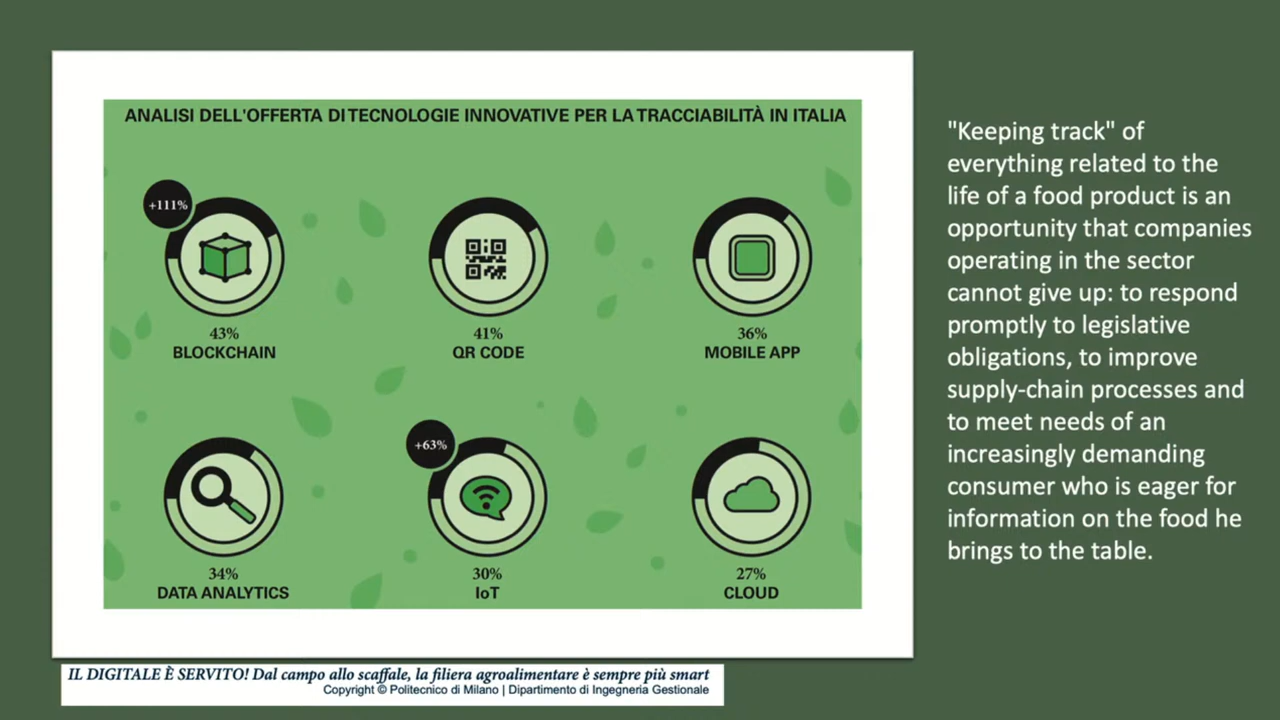 ANALISI DELL'OFFERTA DI TECNOLOGIE INNOVATIVE PER LA TRACCIABILITÀ IN ITALIA
+111%
43%
BLOCKCHAIN
41%
QR CODE
36%
MOBILE APP
34%
DATA ANALYTICS
+63%
30%
IoT
27%
CLOUD
"Keeping track" of
everything related to the
life of a food product is an
opportunity that companies
operating in the sector
cannot give up: to respond
promptly to legislative
obligations, to improve
supply-chain processes and
to meet needs of an
increasingly demanding
consumer who is eager for
information on the food he
brings to the table.
IL DIGITALE È SERVITO! Dal campo allo scaffale, la filiera agroalimentare è sempre più smart
Copyright © Politecnico di Milano | Dipartimento di Ingegneria Gestionale